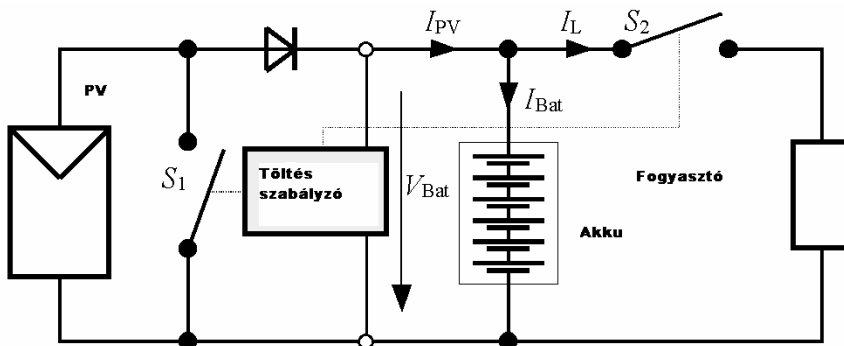 I_PV
I_L
S_2
PV
I_Bat
S_1
Töltés
szabályzó
V_Bat
Fogyasztó
Akku